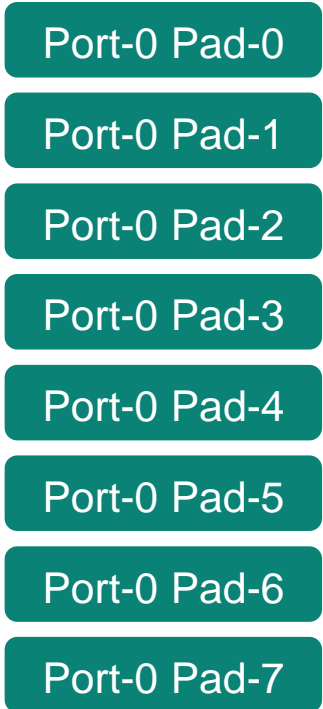 Port-0 Pad-0
Port-0 Pad-1
Port-0 Pad-2
Port-0 Pad-3
Port-0 Pad-4
Port-0 Pad-5
Port-0 Pad-6
Port-0 Pad-7